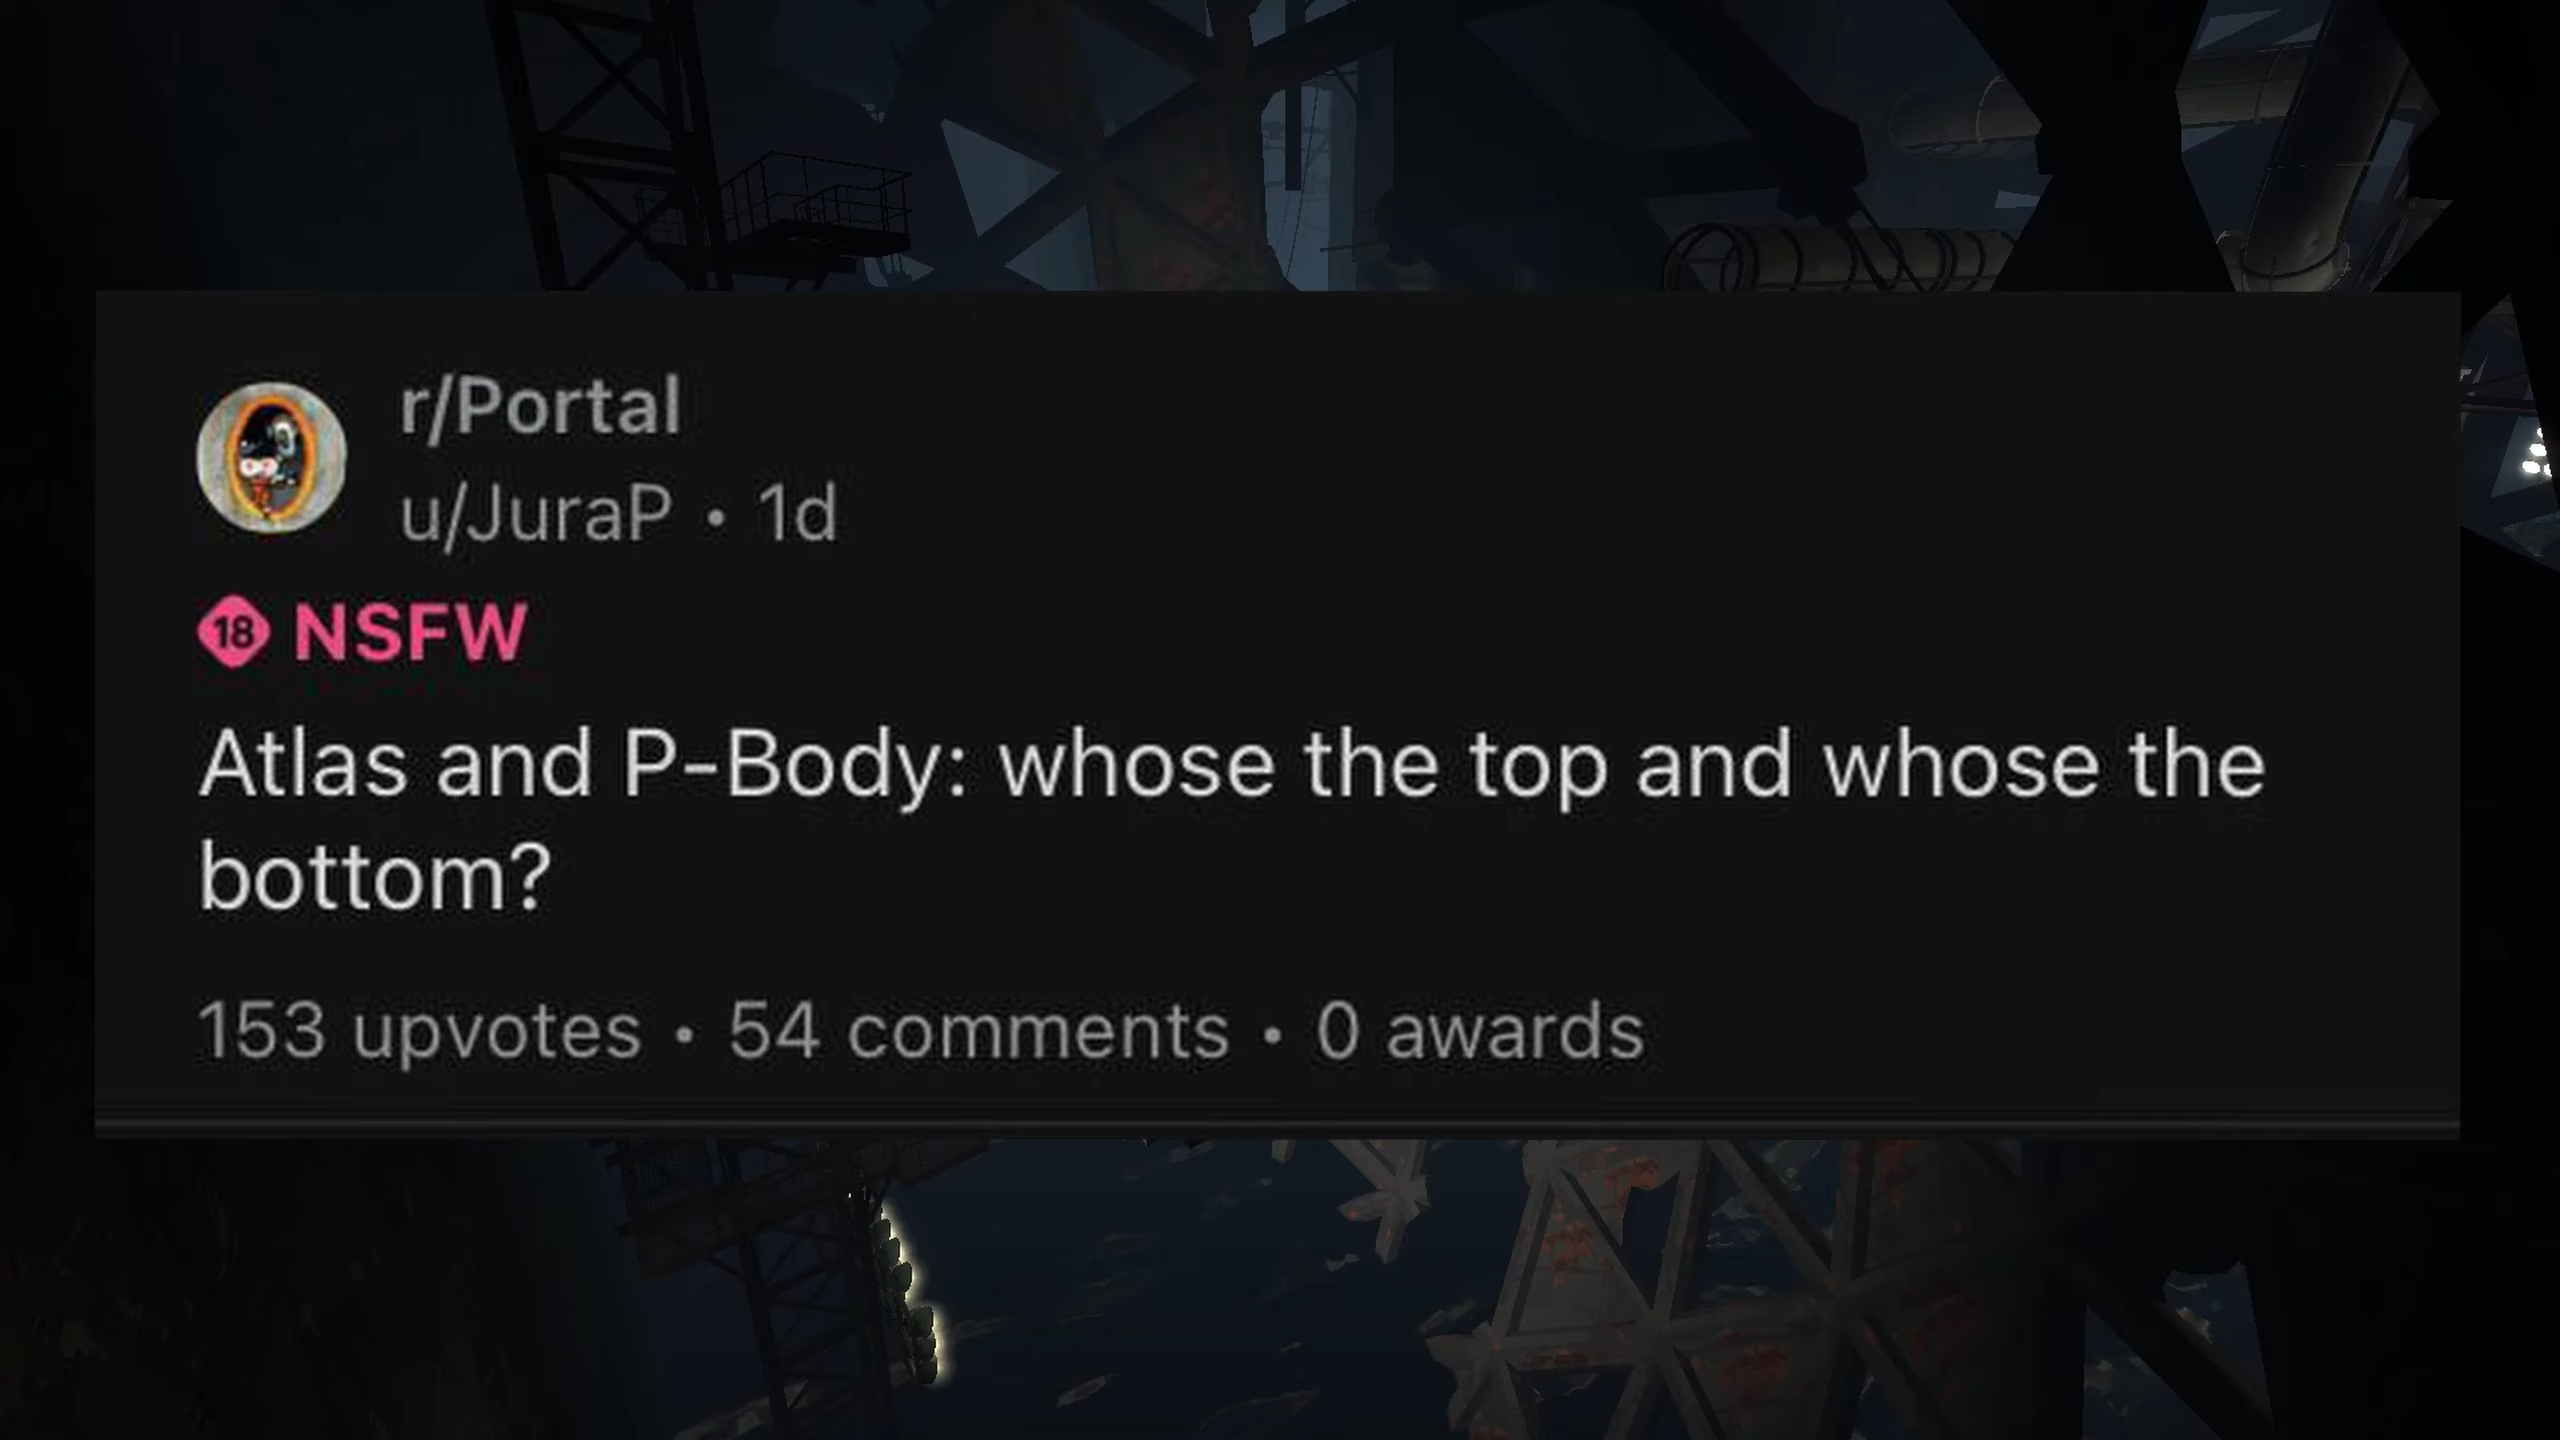 r/Portal
u/JuraP • 1d
18 NSFW
Atlas and P-Body: whose the top and whose the
bottom?
153 upvotes • 54 comments • 0 awards